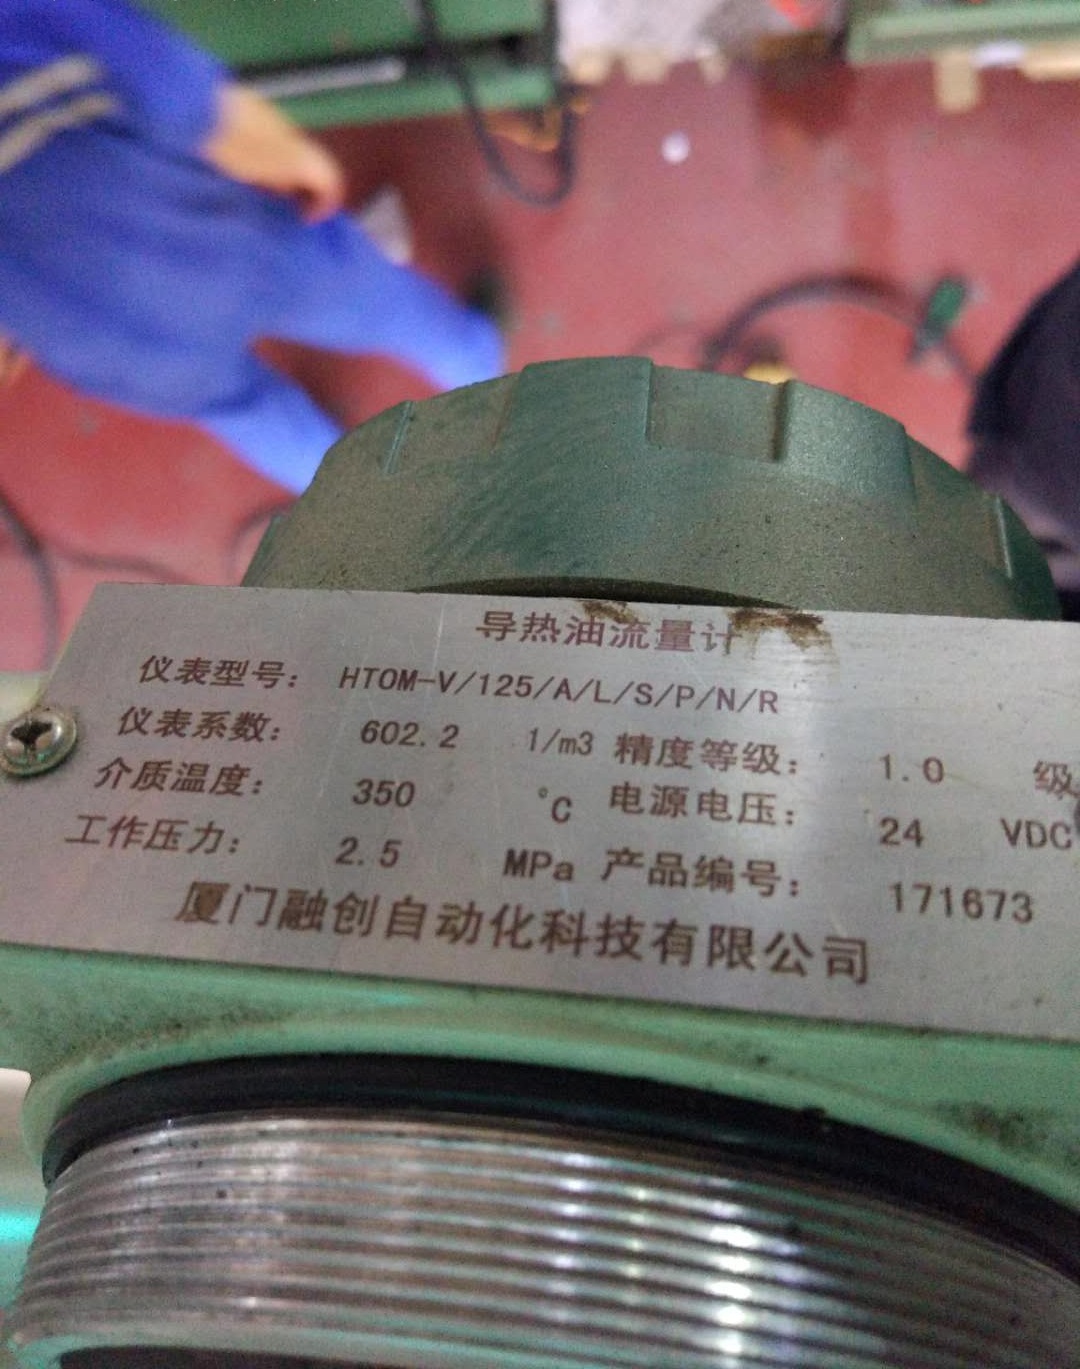 导热油流量计
仪表型号： HTOM-V/125/A/L/S/P/N/R
仪表系数： 602.2 1/m3 精度等级： 1.0 级
介质温度： 350 ℃ 电源电压： 24 VDC
工作压力： 2.5 MPa 产品编号： 171673
厦门融创自动化科技有限公司